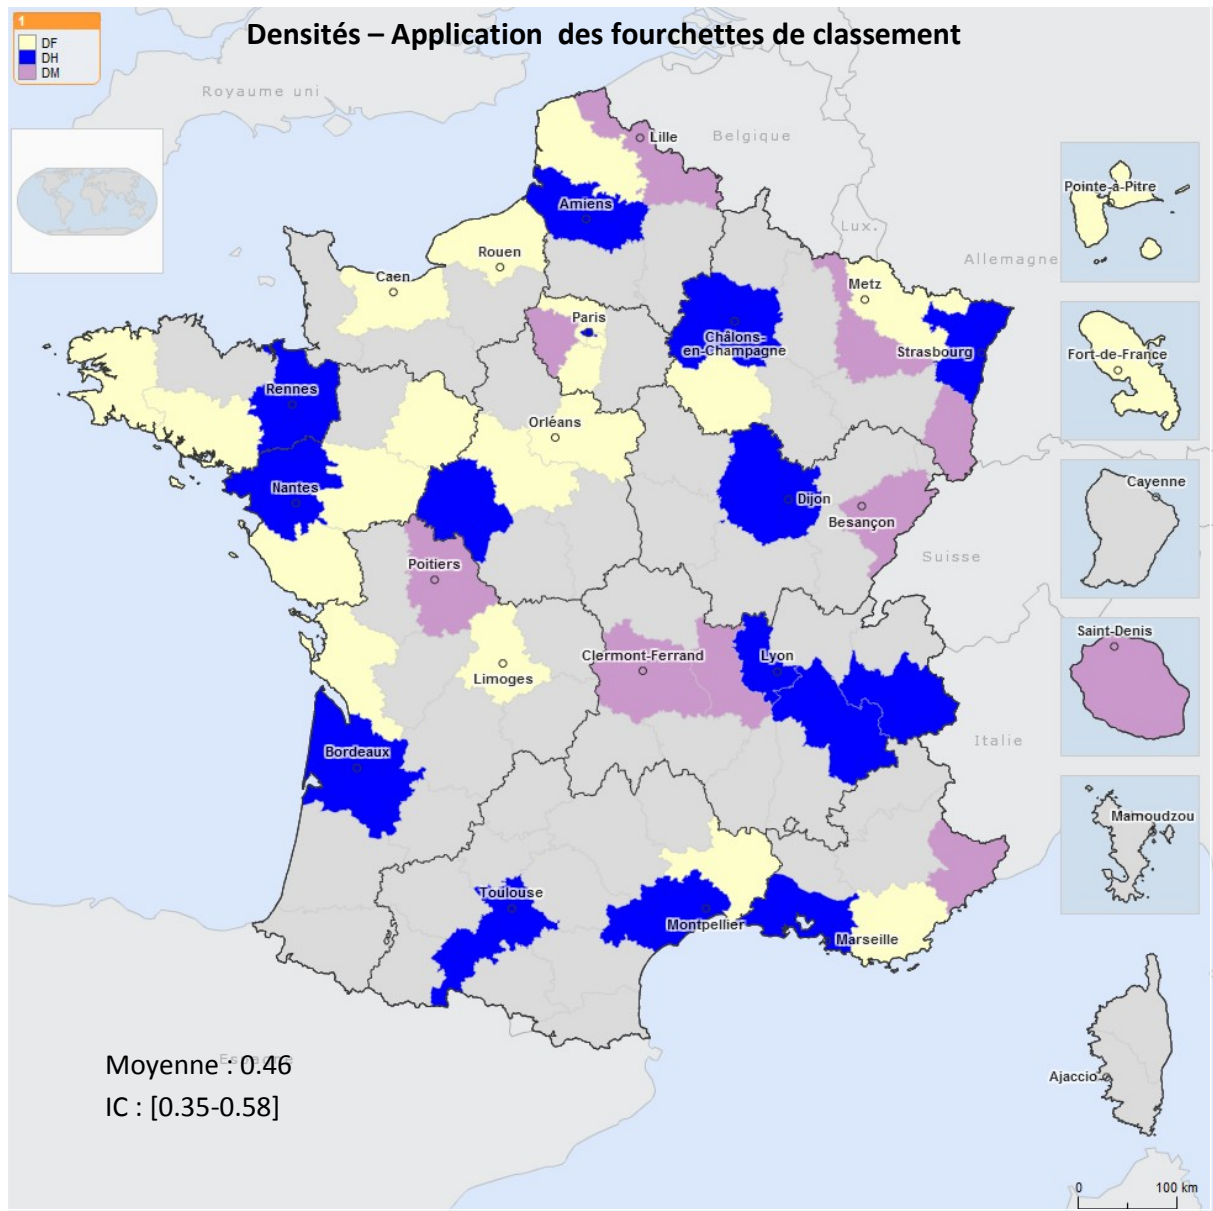 1
DF
DH
DM
Densités – Application des fourchettes de classement
Royaume uni
Belgique
Lille
Amiens
Pointe-à-Pitre
Lux.
Allemagne
Rouen
Caen
Metz
Paris
Châlons-
en-Champagne
Strasbourg
Fort-de-France
Rennes
Orléans
Nantes
Dijon
Cayenne
Besançon
Suisse
Poitiers
Saint-Denis
Clermont-Ferrand
Lyon
Limoges
Italie
Bordeaux
Mamoudzou
Toulouse
Montpellier
Marseille
Espagne
Moyenne : 0.46
IC : [0.35-0.58]
Ajaccio
0
100 km